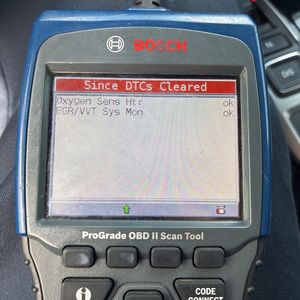 BOSCH
Since DTCs Cleared
Oxygen Sens Htr ok
EGR/VVT Sys Mon ok
ProGrade OBD II Scan Tool
i
CODE
CONNECT